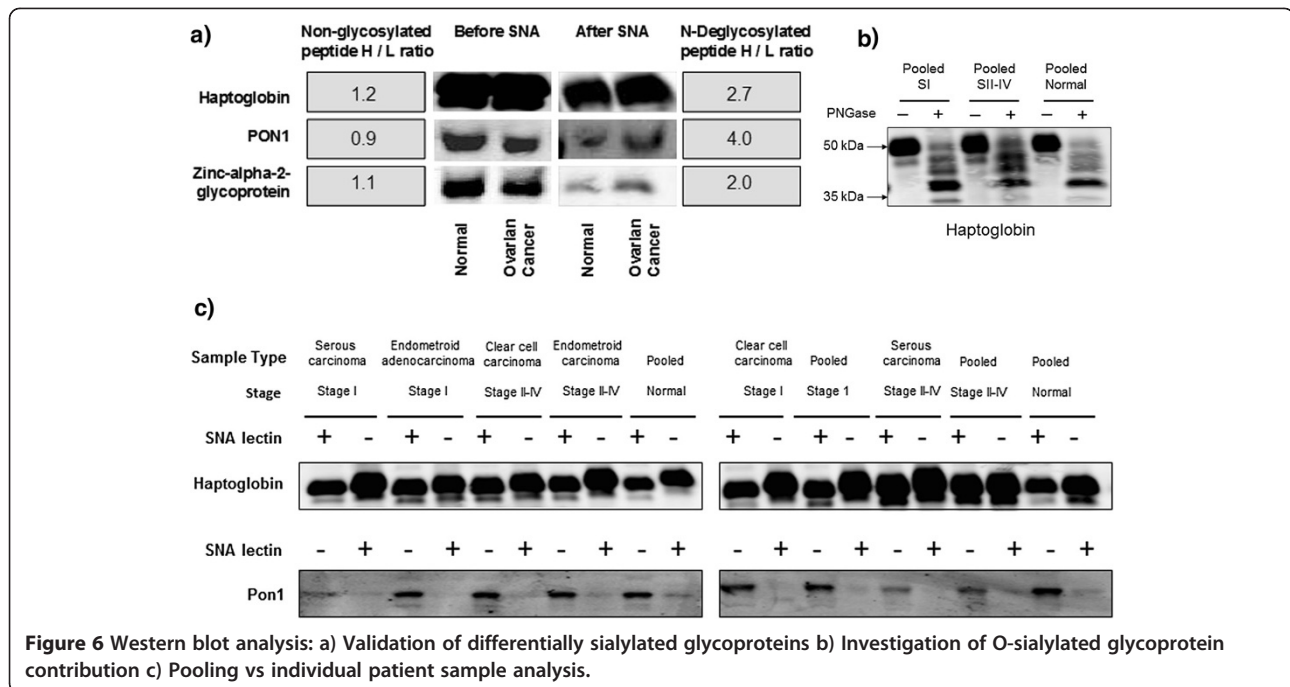 a)
Non-glycosylated peptide H / L ratio
Before SNA
After SNA
N-Deglycosylated peptide H / L ratio
Haptoglobin
1.2
2.7
PON1
0.9
4.0
Zinc-alpha-2-glycoprotein
1.1
2.0
Normal
Ovarian Cancer
Normal
Ovarian Cancer
b)
Pooled SI
Pooled SII-IV
Pooled Normal
PNGase
– + – + – +
50 kDa
35 kDa
Haptoglobin
c)
Sample Type
Serous carcinoma
Endometroid adenocarcinoma
Clear cell carcinoma
Endometroid carcinoma
Pooled
Clear cell carcinoma
Pooled
Serous carcinoma
Pooled
Pooled
Stage
Stage I
Stage I
Stage II-IV
Stage II-IV
Normal
Stage I
Stage 1
Stage II-IV
Stage II-IV
Normal
SNA lectin
+ – + – + – + – + –
+ – + – + – + – + –
Haptoglobin
SNA lectin
– + – + – + – + – +
– + – + – + – + – +
Pon1
Figure 6 Western blot analysis: a) Validation of differentially sialylated glycoproteins b) Investigation of O-sialylated glycoprotein
contribution c) Pooling vs individual patient sample analysis.